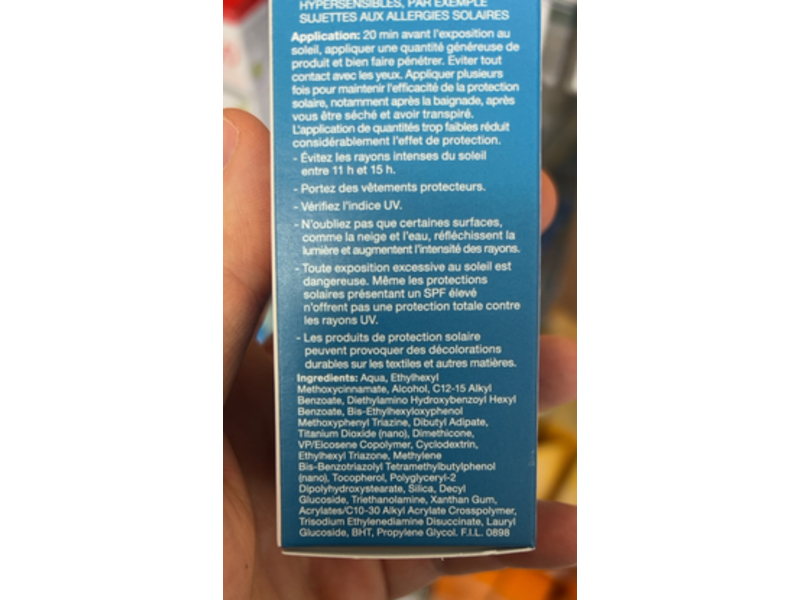 HYPERSENSIBLES, PAR EXEMPLE
SUJETTES AUX ALLERGIES SOLAIRES
Application: 20 min avant l'exposition au
soleil, appliquer une quantité généreuse de
produit et bien faire pénétrer. Eviter tout
contact avec les yeux. Appliquer plusieurs
fois pour maintenir l'efficacité de la protection
solaire, notamment après la baignade, après
vous être séché et avoir transpiré.
L'application de quantités trop faibles réduit
considérablement l'effet de protection.
- Évitez les rayons intenses du soleil
entre 11 h et 15 h.
- Portez des vêtements protecteurs.
- Vérifiez l'indice UV.
- N'oubliez pas que certaines surfaces,
comme la neige et l'eau, réfléchissent la
lumière et augmentent l'intensité des rayons.
- Toute exposition excessive au soleil est
dangereuse. Même les protections
solaires présentant un SPF élevé
n'offrent pas une protection totale contre
les rayons UV.
- Les produits de protection solaire
peuvent provoquer des décolorations
durables sur les textiles et autres matières.
Ingredients: Aqua, Ethylhexyl
Methoxycinnamate, Alcohol, C12-15 Alkyl
Benzoate, Diethylamino Hydroxybenzoyl Hexyl
Benzoate, Bis-Ethylhexyloxyphenol
Methoxyphenyl Triazine, Dibutyl Adipate,
Titanium Dioxide (nano), Dimethicone,
VP/Eicosene Copolymer, Cyclodextrin,
Ethylhexyl Triazone, Methylene
Bis-Benzotriazolyl Tetramethylbutylphenol
(nano), Tocopherol, Polyglyceryl-2
Dipolyhydroxystearate, Silica, Decyl
Glucoside, Triethanolamine, Xanthan Gum,
Acrylates/C10-30 Alkyl Acrylate Crosspolymer,
Trisodium Ethylenediamine Disuccinate, Lauryl
Glucoside, BHT, Propylene Glycol. F.I.L. 0898